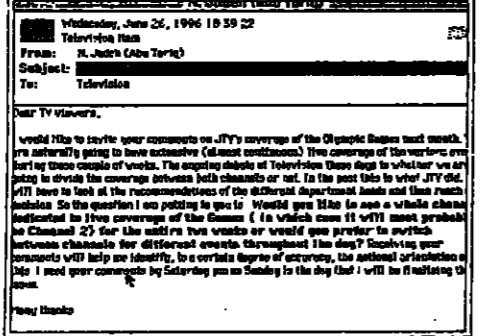 Wednesday, June 26, 1996 18 39 22
Television Item
From: N. Judeh (Abu Tariq)
Subject:
To: Television
Dear TV viewers,
would like to invite your comments on JTV's coverage of the Olympic Games next month.
are naturally going to have extensive (almost continuous) live coverage of the various
during those couple of weeks. The ongoing debate at Television these days is whether we are
going to divide the coverage between both channels or not. In the past this is what JTV did.
will have to look at the recommendations of the different department heads and then reach
decision. So the question I am putting to you is: Would you like to see a whole
dedicated to live coverage of the Games ( in which case it will most
be Channel 2) for the entire two weeks or would you prefer to switch
between channels for different events throughout the day? Receiving your
comments will help me identify, to a certain degree of accuracy, the national orientation
this. I need your comments by Saturday as Sunday is the day that I will be finalising
Many thanks